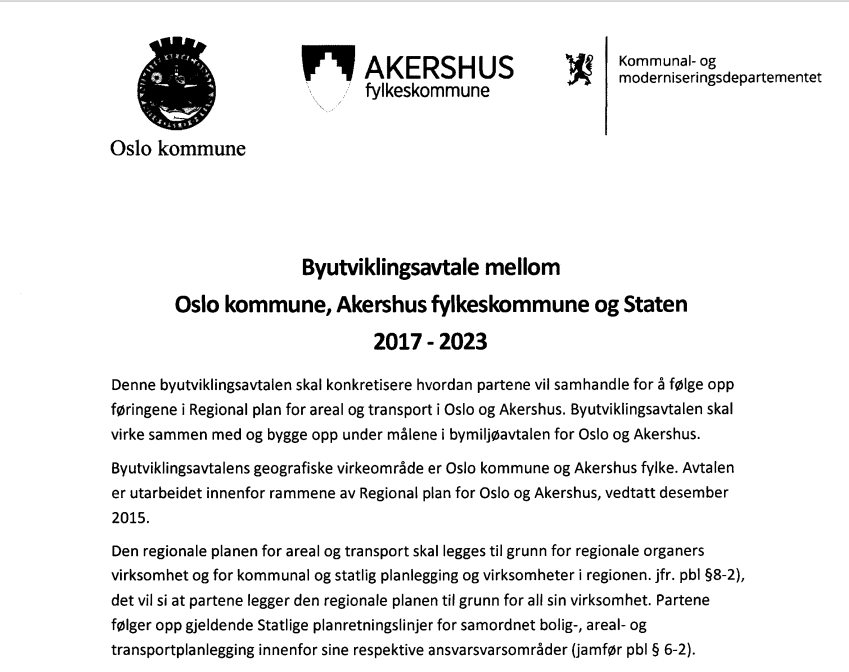 Oslo kommune
AKERSHUS
fylkeskommune
Kommunal- og
moderniseringsdepartementet
Byutviklingsavtale mellom
Oslo kommune, Akershus fylkeskommune og Staten
2017 - 2023
Denne byutviklingsavtalen skal konkretisere hvordan partene vil samhandle for å følge opp
føringene i Regional plan for areal og transport i Oslo og Akershus. Byutviklingsavtalen skal
virke sammen med og bygge opp under målene i bymiljøavtalen for Oslo og Akershus.
Byutviklingsavtalens geografiske virkeområde er Oslo kommune og Akershus fylke. Avtalen
er utarbeidet innenfor rammene av Regional plan for Oslo og Akershus, vedtatt desember
2015.
Den regionale planen for areal og transport skal legges til grunn for regionale organers
virksomhet og for kommunal og statlig planlegging og virksomheter i regionen. jfr. pbl §8-2),
det vil si at partene legger den regionale planen til grunn for all sin virksomhet. Partene
følger opp gjeldende Statlige planretningslinjer for samordnet bolig-, areal- og
transportplanlegging innenfor sine respektive ansvarsvarsområder (jamfør pbl § 6-2).